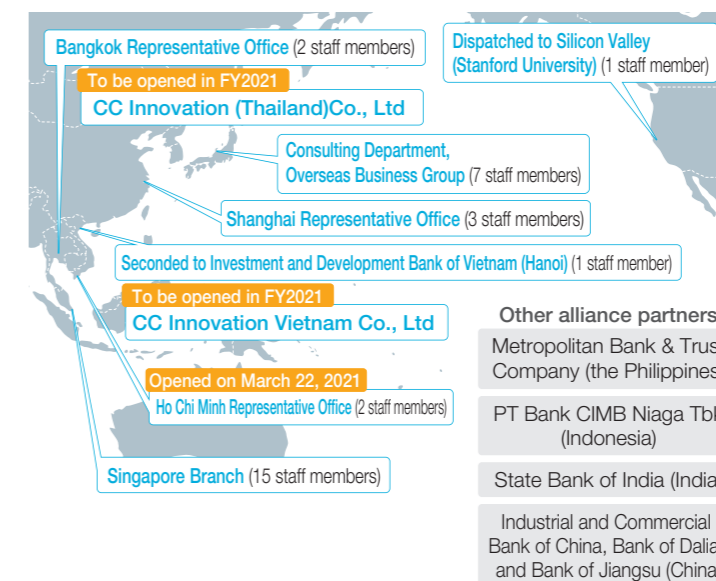 Bangkok Representative Office (2 staff members)
To be opened in FY2021
CC Innovation (Thailand)Co., Ltd
Dispatched to Silicon Valley
(Stanford University) (1 staff member)
Consulting Department,
Overseas Business Group (7 staff members)
Shanghai Representative Office (3 staff members)
Seconded to Investment and Development Bank of Vietnam (Hanoi) (1 staff member)
To be opened in FY2021
CC Innovation Vietnam Co., Ltd
Opened on March 22, 2021
Ho Chi Minh Representative Office (2 staff members)
Singapore Branch (15 staff members)
Other alliance partners
Metropolitan Bank & Trus
Company (the Philippines
PT Bank CIMB Niaga Tb
(Indonesia)
State Bank of India (India
Industrial and Commercial
Bank of China, Bank of Dalia
and Bank of Jiangsu (China